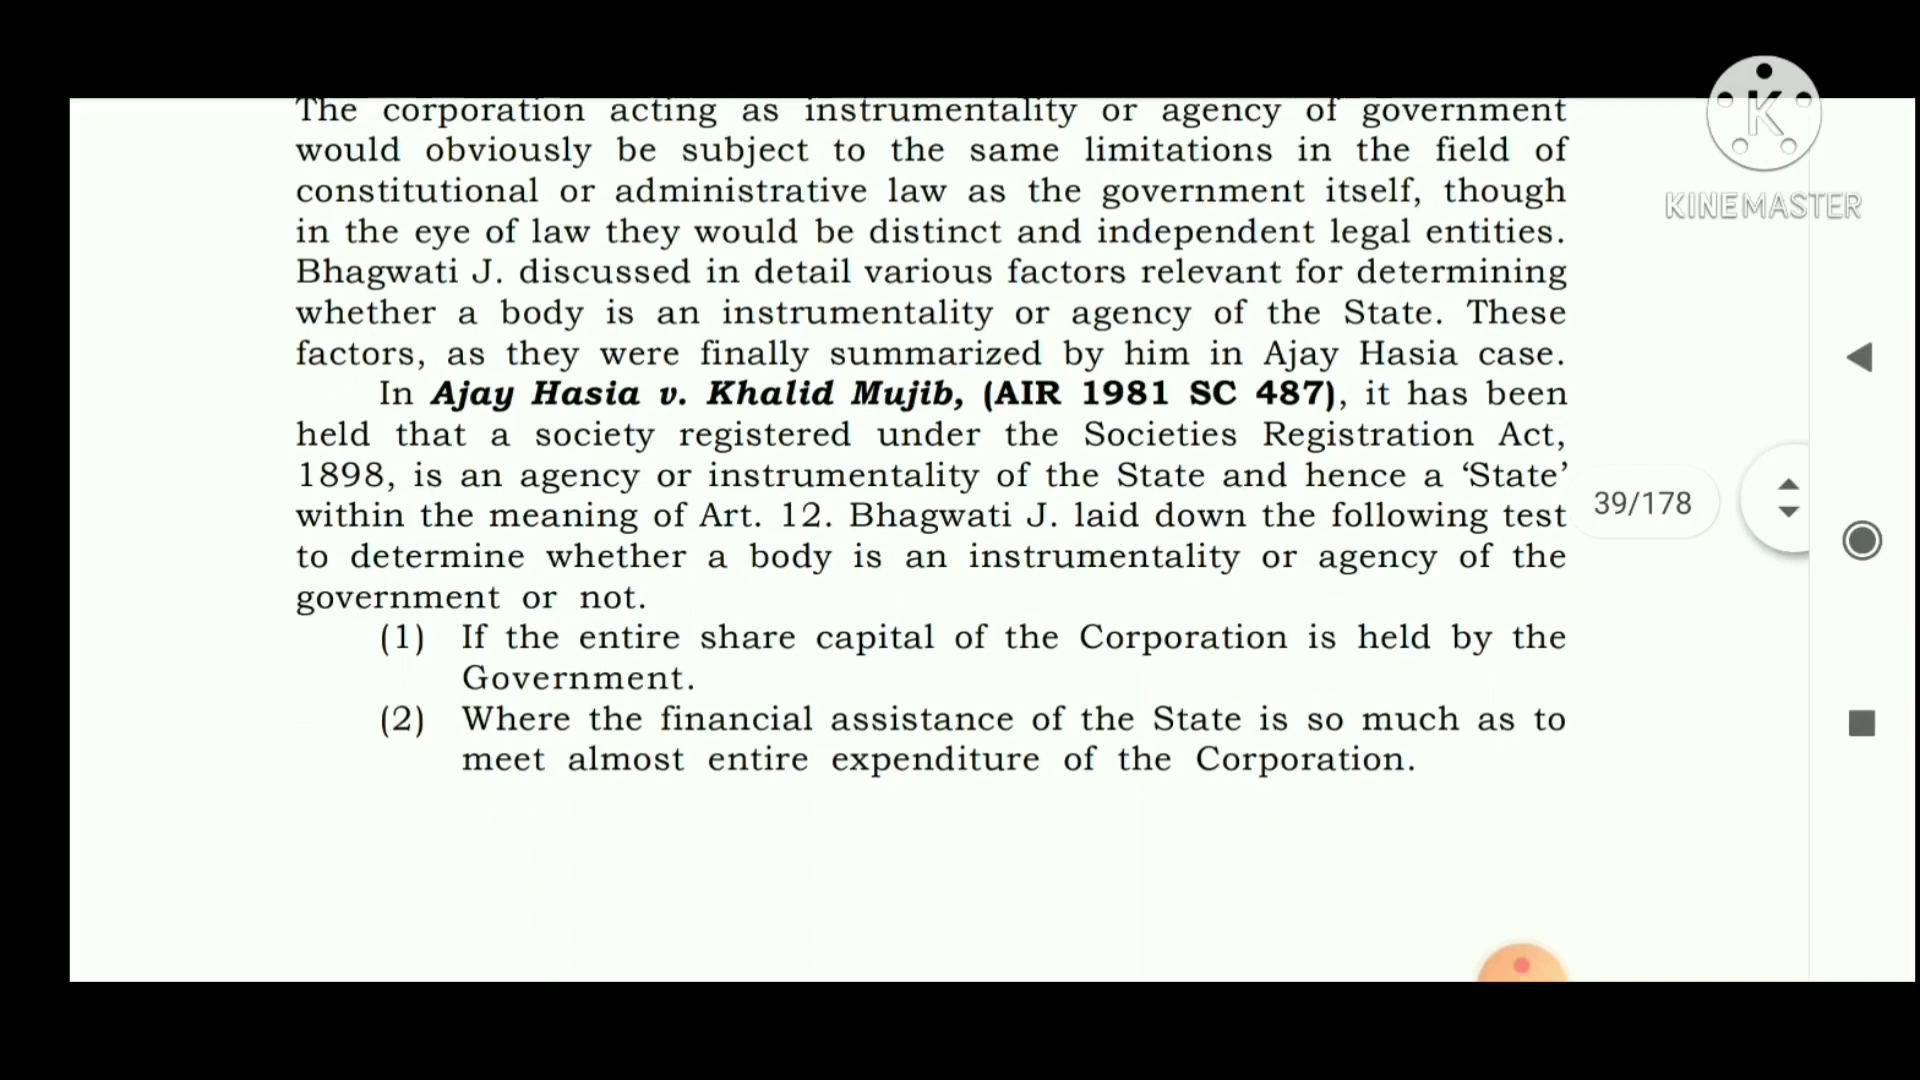 The corporation acting as instrumentality or agency of government
would obviously be subject to the same limitations in the field of
constitutional or administrative law as the government itself, though
in the eye of law they would be distinct and independent legal entities.
Bhagwati J. discussed in detail various factors relevant for determining
whether a body is an instrumentality or agency of the State. These
factors, as they were finally summarized by him in Ajay Hasia case.
In Ajay Hasia v. Khalid Mujib, (AIR 1981 SC 487), it has been
held that a society registered under the Societies Registration Act,
1898, is an agency or instrumentality of the State and hence a ‘State’
within the meaning of Art. 12. Bhagwati J. laid down the following test
to determine whether a body is an instrumentality or agency of the
government or not.
(1) If the entire share capital of the Corporation is held by the
Government.
(2) Where the financial assistance of the State is so much as to
meet almost entire expenditure of the Corporation.
39/178
K
KINEMASTER